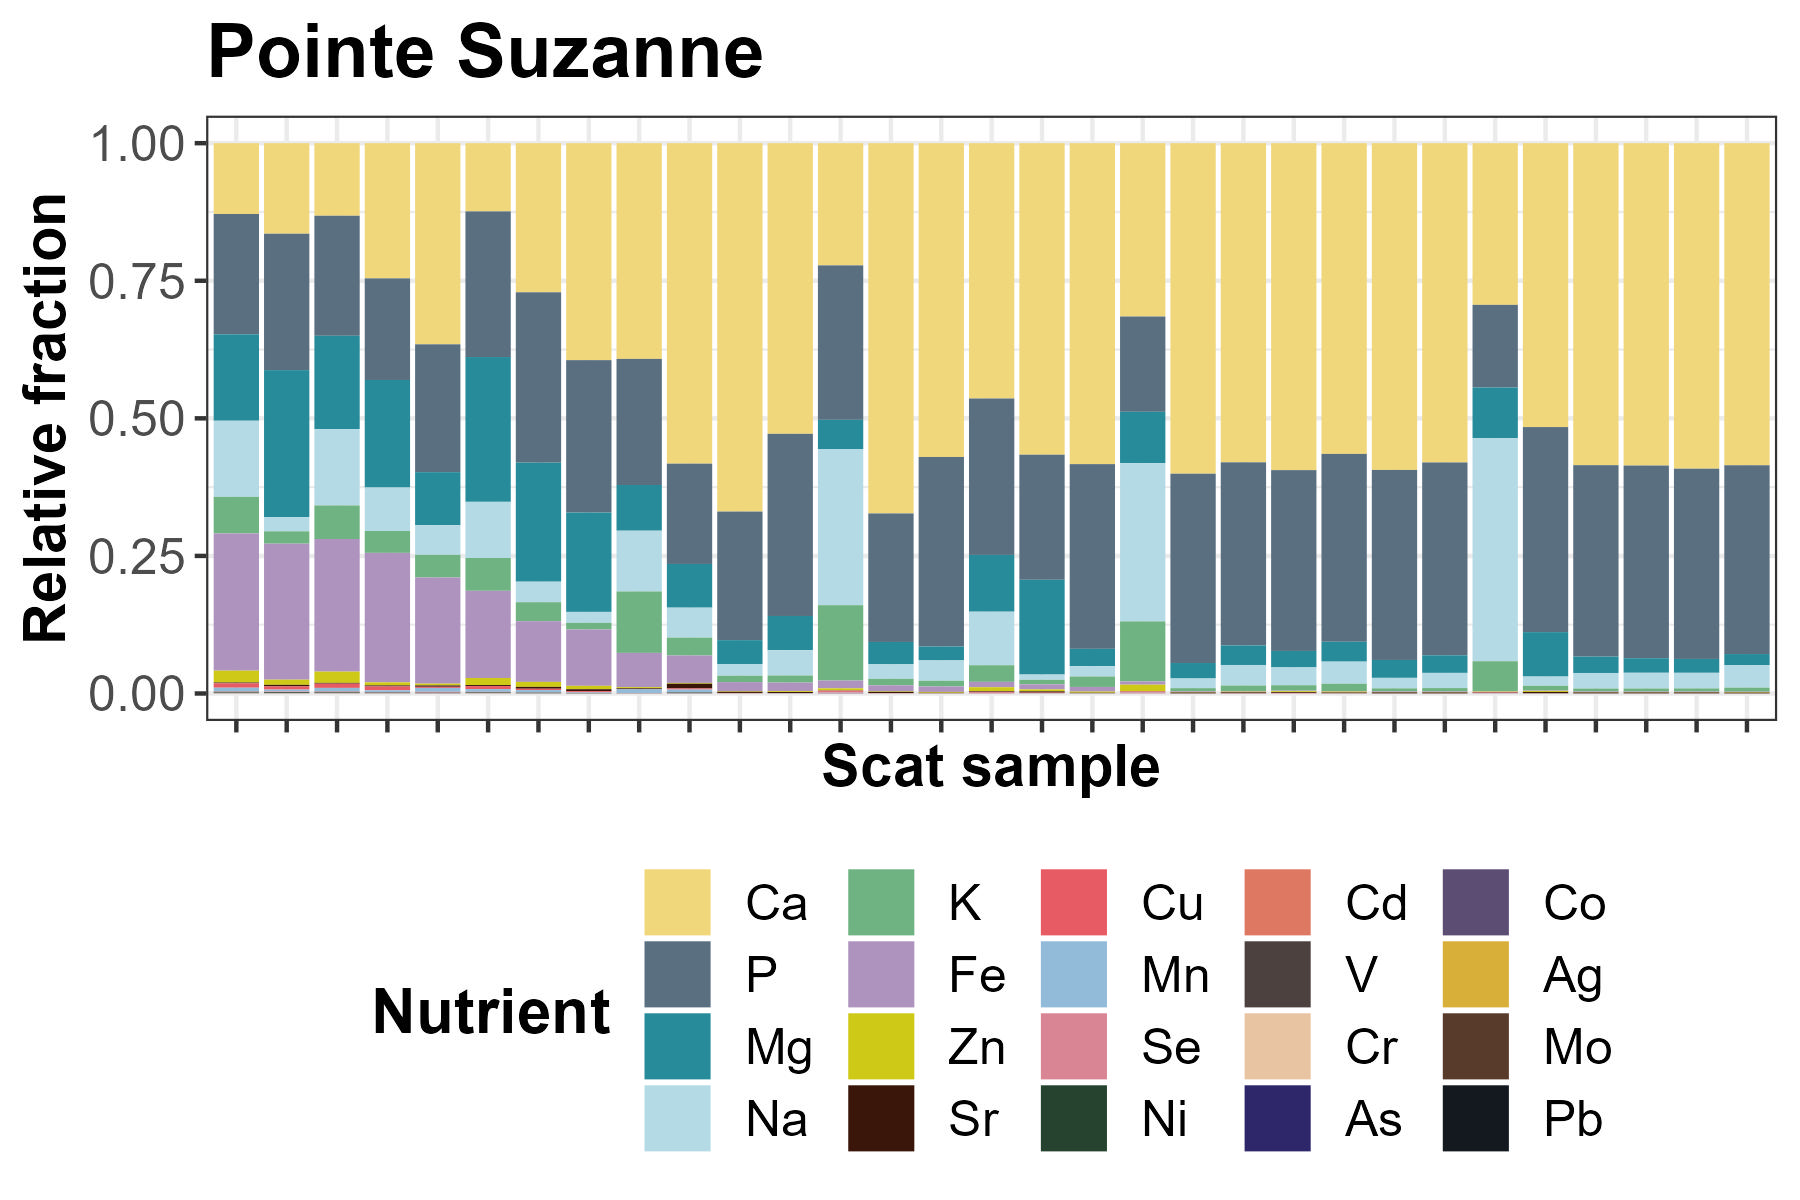 Pointe Suzanne
1.00
0.75
0.50
0.25
0.00
Relative fraction
Scat sample
Nutrient
Ca K Cu Cd Co
P Fe Mn V Ag
Mg Zn Se Cr Mo
Na Sr Ni As Pb